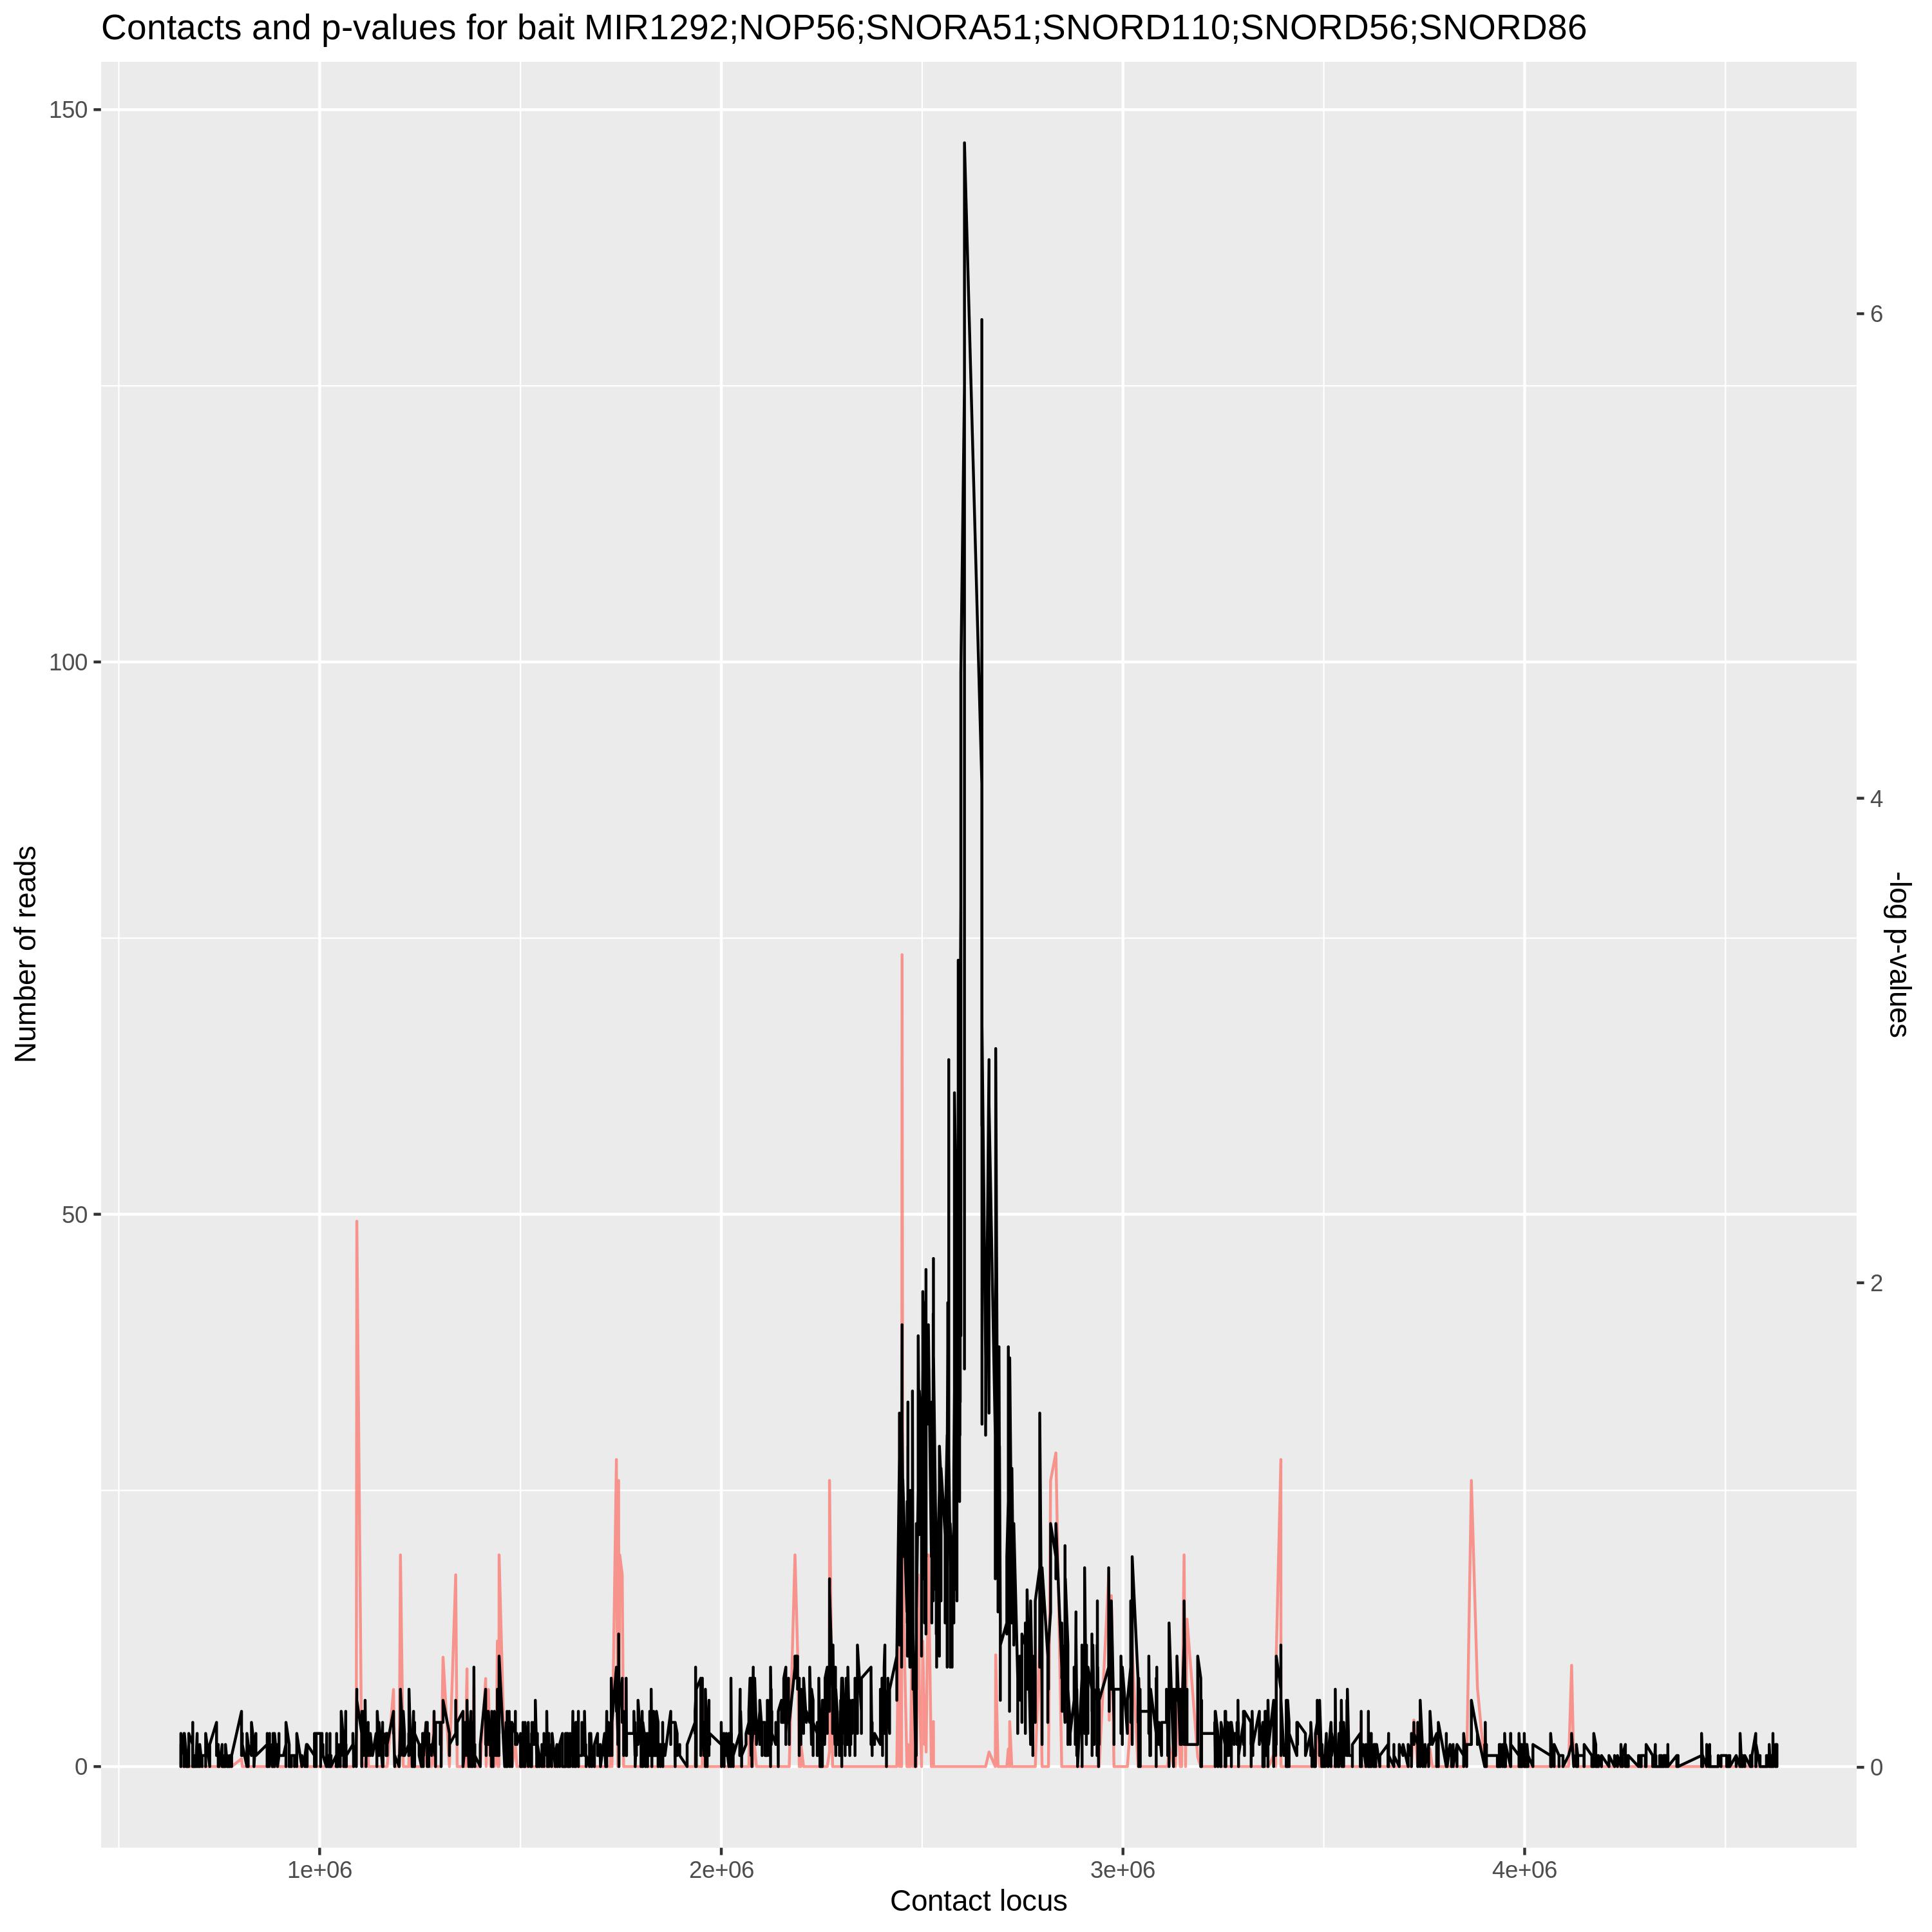 Contacts and p-values for bait MIR1292;NOP56;SNORA51;SNORD110;SNORD56;SNORD86
150
100
50
0
Number of reads
6
4
2
0
-log p-values
1e+06
2e+06
3e+06
4e+06
Contact locus